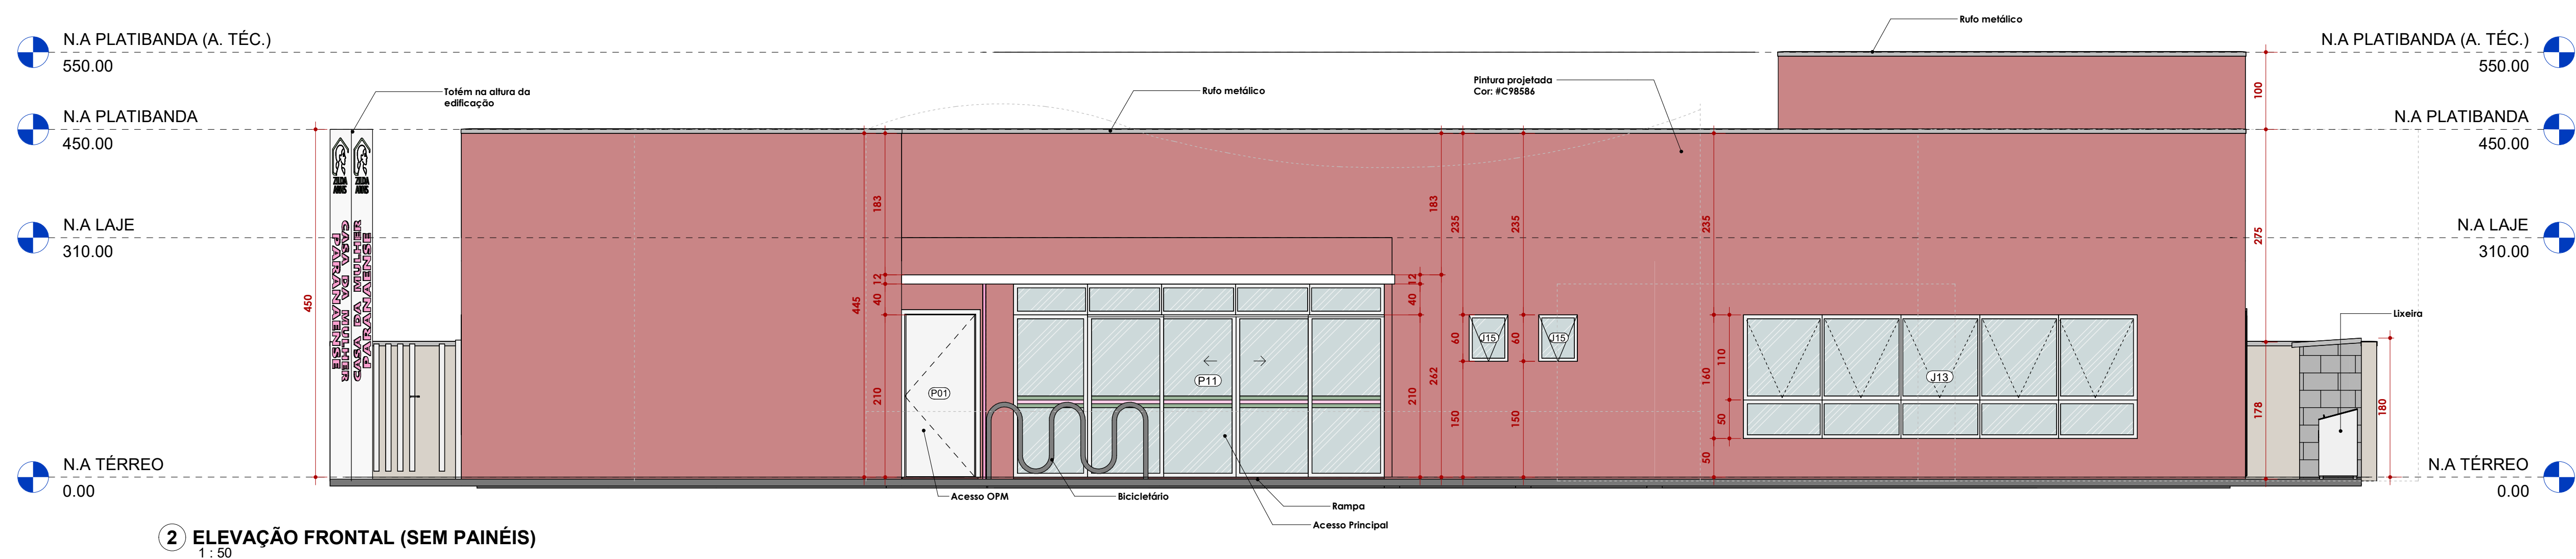 Rufo metálico
N.A PLATIBANDA (A. TÉC.)
550.00
N.A PLATIBANDA (A. TÉC.)
550.00
Totém na altura da
edificação
Rufo metálico
Pintura projetada
Cor: #C98586
100
N.A PLATIBANDA
450.00
N.A PLATIBANDA
450.00
ZILDA
ARNS
ZILDA
ARNS
CASA DA MULHER
PARANAENSE
CASA DA MULHER
PARANAENSE
183
183
235
235
235
275
N.A LAJE
310.00
N.A LAJE
310.00
450
445
12
40
12
40
60
60
J15
J15
262
110
160
50
50
P11
P01
J13
210
210
150
150
178
180
Lixeira
N.A TÉRREO
0.00
N.A TÉRREO
0.00
Acesso OPM
Bicicletário
Rampa
Acesso Principal
2 ELEVAÇÃO FRONTAL (SEM PAINÉIS)
1 : 50